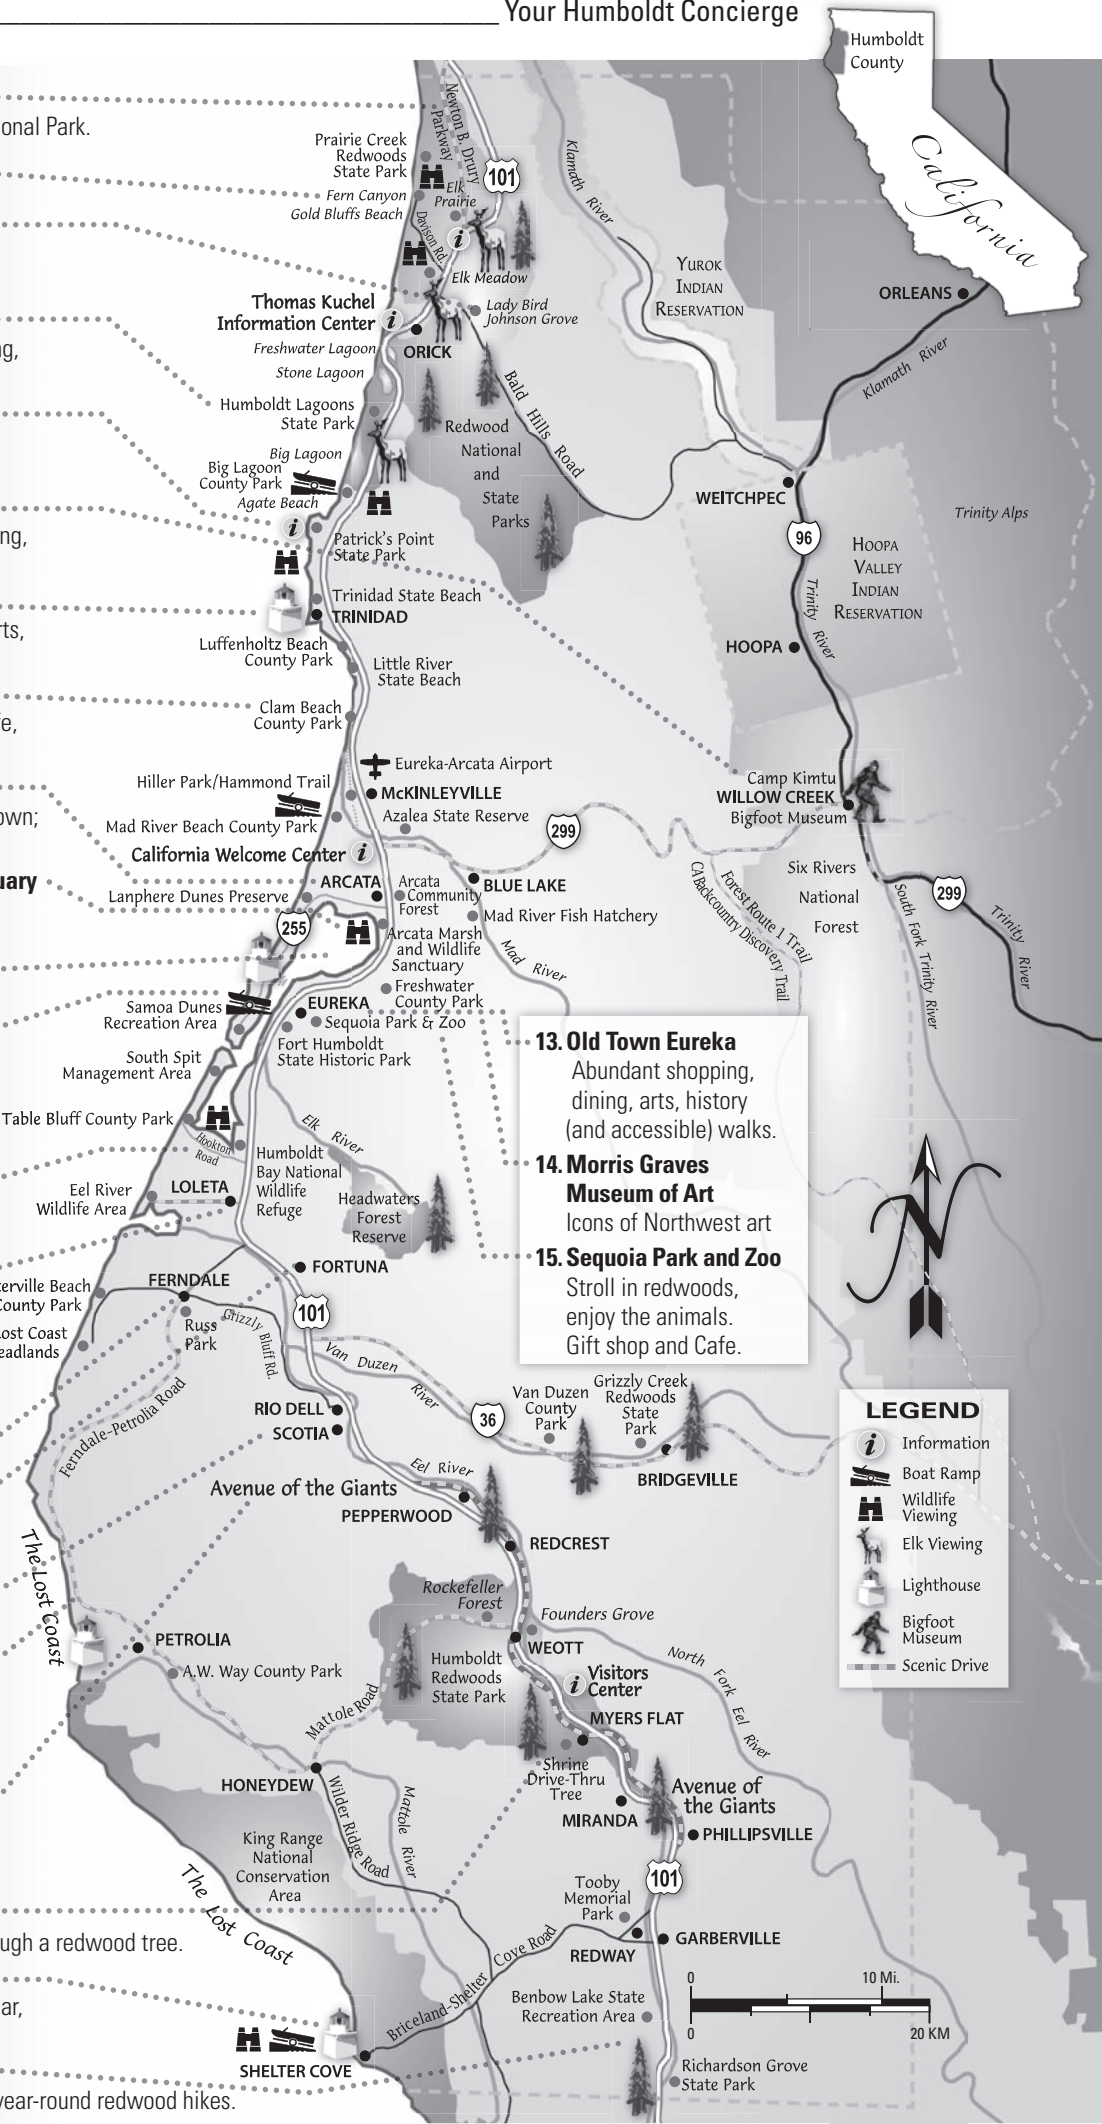 Your Humboldt Concierge
Humboldt
County
California
onal Park.
Newton B. Drury
Parkway
Prairie Creek
Redwoods
State Park
101
Klamath River
Fern Canyon
Elk
Prairie
Gold Bluffs Beach
Davison Rd.
i
Elk Meadow
YUROK
INDIAN
RESERVATION
ORLEANS
Thomas Kuchel
Information Center
i
Lady Bird
Johnson Grove
ORICK
Freshwater Lagoon
Klamath River
Stone Lagoon
Bald Hills Road
Humboldt Lagoons
State Park
Redwood
National
and
State
Parks
Big Lagoon
Big Lagoon
County Park
Agate Beach
WEITCHPEC
Trinity Alps
i
ng,
Patrick's Point
State Park
96
HOOPA
VALLEY
INDIAN
RESERVATION
Trinity River
Trinidad State Beach
TRINIDAD
rts,
Luffenholtz Beach
County Park
HOOPA
Little River
State Beach
Clam Beach
County Park
fe,
Eureka-Arcata Airport
Hiller Park/Hammond Trail
McKINLEYVILLE
Camp Kimtu
WILLOW CREEK
Bigfoot Museum
own;
Mad River Beach County Park
Azalea State Reserve
299
California Welcome Center
i
Six Rivers
National
Forest
CA Backcountry Discovery Trail
Forest Route 1 Trail
uary
ARCATA
Arcata
Community
Forest
BLUE LAKE
299
Lanphere Dunes Preserve
Mad River Fish Hatchery
South Fork Trinity River
Trinity River
255
Arcata Marsh
and Wildlife
Sanctuary
Mad River
Freshwater
County Park
Samoa Dunes
Recreation Area
EUREKA
Sequoia Park & Zoo
Fort Humboldt
State Historic Park
13. Old Town Eureka
Abundant shopping,
dining, arts, history
(and accessible) walks.
14. Morris Graves
Museum of Art
Icons of Northwest art
15. Sequoia Park and Zoo
Stroll in redwoods,
enjoy the animals.
Gift shop and Cafe.
South Spit
Management Area
Table Bluff County Park
Elk River
Hookton
Road
Humboldt
Bay National
Wildlife
Refuge
Eel River
Wildlife Area
LOLETA
Headwaters
Forest
Reserve
N
FORTUNA
terville Beach
County Park
FERNDALE
101
Lost Coast
eadlands
Russ
Park
Grizzly Bluff Rd.
Van Duzen
River
Ferndale-Petrolia Road
Van Duzen
County
Park
Grizzly Creek
Redwoods
State
Park
RIO DELL
SCOTIA
36
BRIDGEVILLE
LEGEND
i Information
Boat Ramp
Wildlife
Viewing
Elk Viewing
Lighthouse
Bigfoot
Museum
Scenic Drive
Eel River
Avenue of the Giants
PEPPERWOOD
REDCREST
The Lost Coast
Rockefeller
Forest
Founders Grove
PETROLIA
WEOTT
A.W. Way County Park
Humboldt
Redwoods
State Park
i Visitors
Center
North Fork Eel River
Mattole Road
MYERS FLAT
Shrine
Drive-Thru
Tree
HONEYDEW
Avenue of
the Giants
MIRANDA
PHILLIPSVILLE
Wilder Ridge Road
Mattole River
King Range
National
Conservation
Area
101
Tooby
Memorial
Park
The Lost Coast
ough a redwood tree.
GARBERVILLE
REDWAY
Briceland-Shelter Cove Road
0 10 Mi.
0 20 KM
Benbow Lake State
Recreation Area
ar,
SHELTER COVE
Richardson Grove
State Park
year-round redwood hikes.